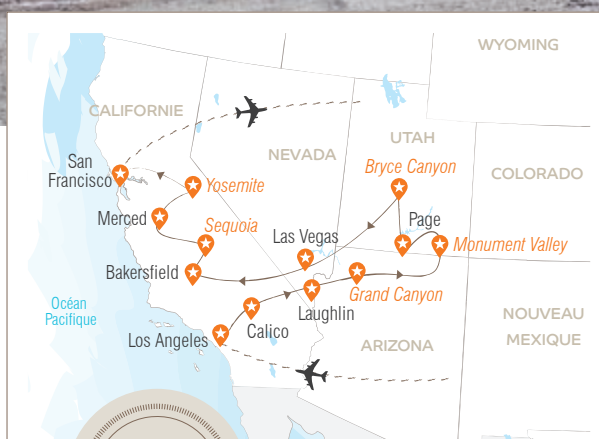 WYOMING
CALIFORNIE
UTAH
NEVADA
Bryce Canyon
COLORADO
San
Francisco
Yosemite
Merced
Sequoia
Page
Las Vegas
Monument Valley
Bakersfield
Grand Canyon
Océan
Pacifique
Laughlin
Calico
Los Angeles
NOUVEAU
MEXIQUE
ARIZONA